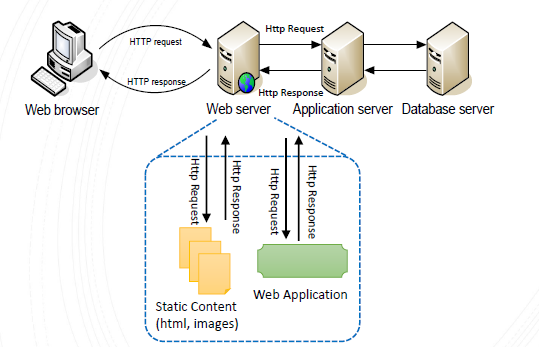 Http Request
HTTP request
HTTP response
Http Response
Web browser
Web server
Application server
Database server
Http Request
Http Response
Http Request
Http Response
Web Application
Static Content
(html, images)